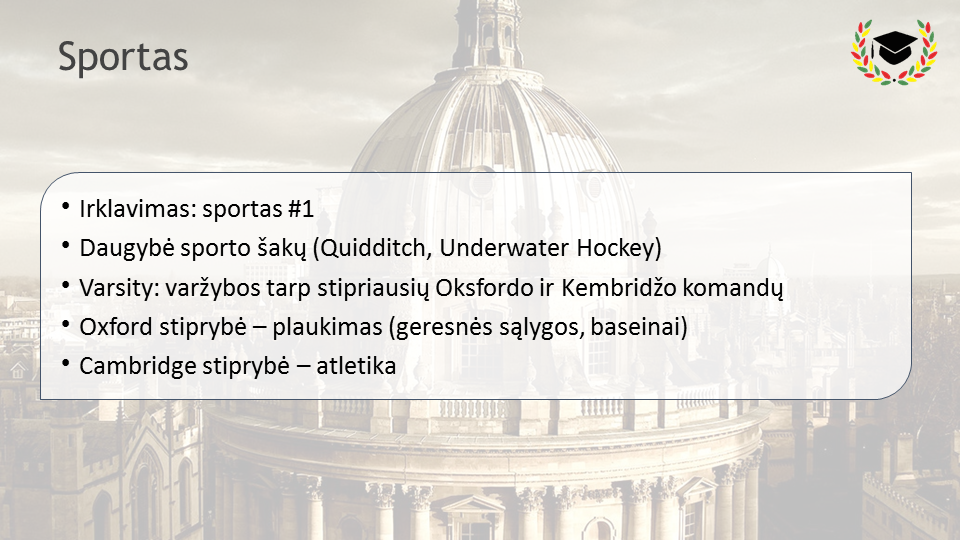 Sportas
• Irklavimas: sportas #1
• Daugybė sporto šakų (Quidditch, Underwater Hockey)
• Varsity: varžybos tarp stipriausių Oksfordo ir Kembridžo komandų
• Oxford stiprybė – plaukimas (geresnės sąlygos, baseinai)
• Cambridge stiprybė – atletika